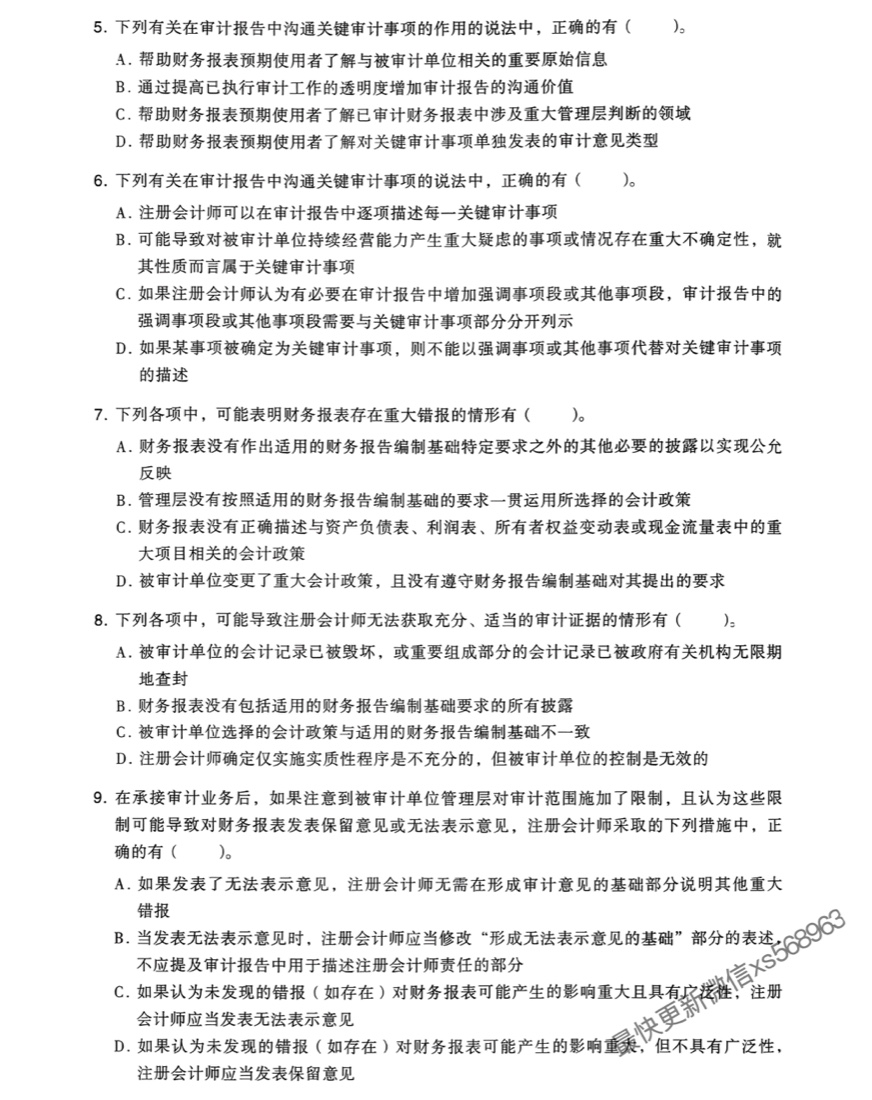 5. 下列有关在审计报告中沟通关键审计事项的作用的说法中，正确的有（　　）。
A. 帮助财务报表预期使用者了解与被审计单位相关的重要原始信息
B. 通过提高已执行审计工作的透明度增加审计报告的沟通价值
C. 帮助财务报表预期使用者了解已审计财务报表中涉及重大管理层判断的领域
D. 帮助财务报表预期使用者了解对关键审计事项单独发表的审计意见类型
6. 下列有关在审计报告中沟通关键审计事项的说法中，正确的有（　　）。
A. 注册会计师可以在审计报告中逐项描述每一关键审计事项
B. 可能导致对被审计单位持续经营能力产生重大疑虑的事项或情况存在重大不确定性，就
其性质而言属于关键审计事项
C. 如果注册会计师认为有必要在审计报告中增加强调事项段或其他事项段，审计报告中的
强调事项段或其他事项段需要与关键审计事项部分分开列示
D. 如果某事项被确定为关键审计事项，则不能以强调事项或其他事项代替对关键审计事项
的描述
7. 下列各项中，可能表明财务报表存在重大错报的情形有（　　）。
A. 财务报表没有作出适用的财务报告编制基础特定要求之外的其他必要的披露以实现公允
反映
B. 管理层没有按照适用的财务报告编制基础的要求一贯运用所选择的会计政策
C. 财务报表没有正确描述与资产负债表、利润表、所有者权益变动表或现金流量表中的重
大项目相关的会计政策
D. 被审计单位变更了重大会计政策，且没有遵守财务报告编制基础对其提出的要求
8. 下列各项中，可能导致注册会计师无法获取充分、适当的审计证据的情形有（　　）。
A. 被审计单位的会计记录已被毁坏，或重要组成部分的会计记录已被政府有关机构无限期
地查封
B. 财务报表没有包括适用的财务报告编制基础要求的所有披露
C. 被审计单位选择的会计政策与适用的财务报告编制基础不一致
D. 注册会计师确定仅实施实质性程序是不充分的，但被审计单位的控制是无效的
9. 在承接审计业务后，如果注意到被审计单位管理层对审计范围施加了限制，且认为这些限
制可能导致对财务报表发表保留意见或无法表示意见，注册会计师采取的下列措施中，正
确的有（　　）。
A. 如果发表了无法表示意见，注册会计师无需在形成审计意见的基础部分说明其他重大
错报
B. 当发表无法表示意见时，注册会计师应当修改“形成无法表示意见的基础”部分的表述，
不应提及审计报告中用于描述注册会计师责任的部分
C. 如果认为未发现的错报（如存在）对财务报表可能产生的影响重大且具有广泛性，注册
会计师应当发表无法表示意见
D. 如果认为未发现的错报（如存在）对财务报表可能产生的影响重大，但不具有广泛性，
注册会计师应当发表保留意见
最快更新微信xs568963